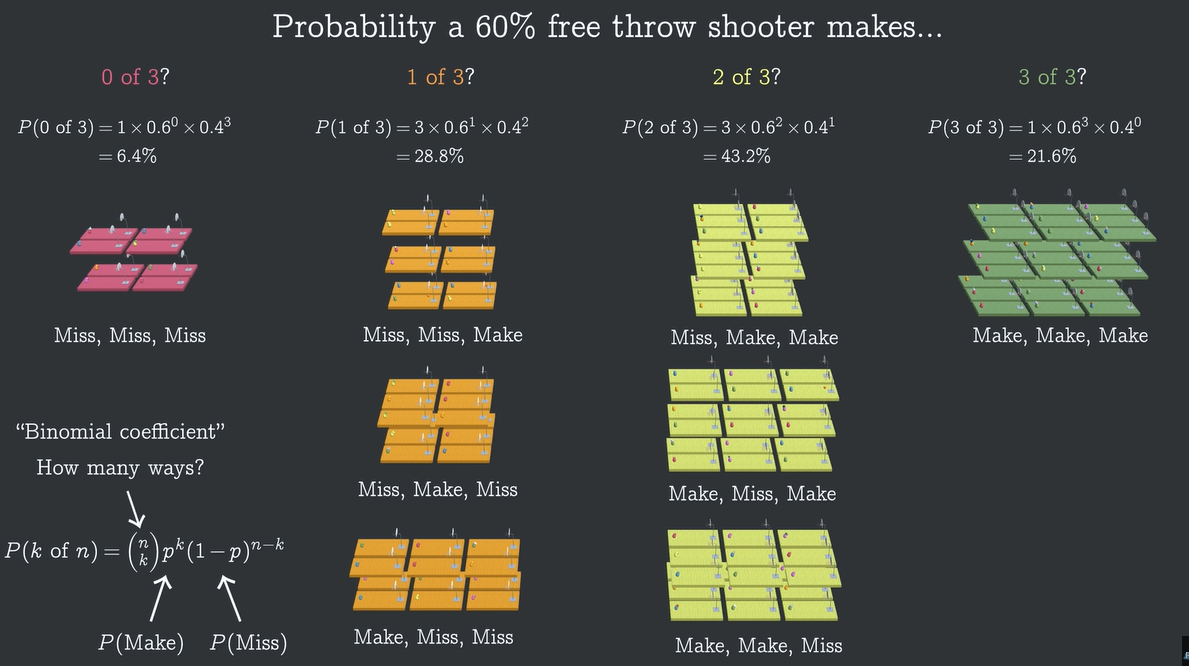 Probability a 60% free throw shooter makes...
0 of 3?
P(0 of 3) = 1 × 0.6⁰ × 0.4³
= 6.4%
Miss, Miss, Miss
1 of 3?
P(1 of 3) = 3 × 0.6¹ × 0.4²
= 28.8%
Miss, Miss, Make
Miss, Make, Miss
Make, Miss, Miss
2 of 3?
P(2 of 3) = 3 × 0.6² × 0.4¹
= 43.2%
Miss, Make, Make
Make, Miss, Make
Make, Make, Miss
3 of 3?
P(3 of 3) = 1 × 0.6³ × 0.4⁰
= 21.6%
Make, Make, Make
“Binomial coefficient”
How many ways?
P(k of n) = (n k) pᵏ(1 − p)ⁿ⁻ᵏ
P(Make) P(Miss)